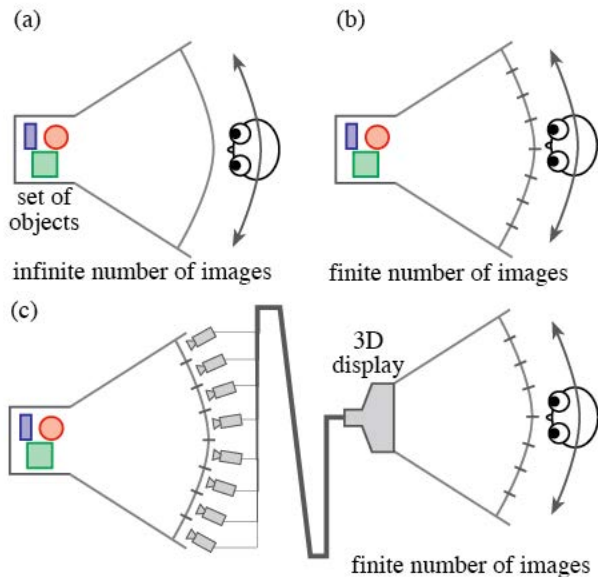 (a)
set of
objects
infinite number of images
(b)
finite number of images
(c)
3D
display
finite number of images